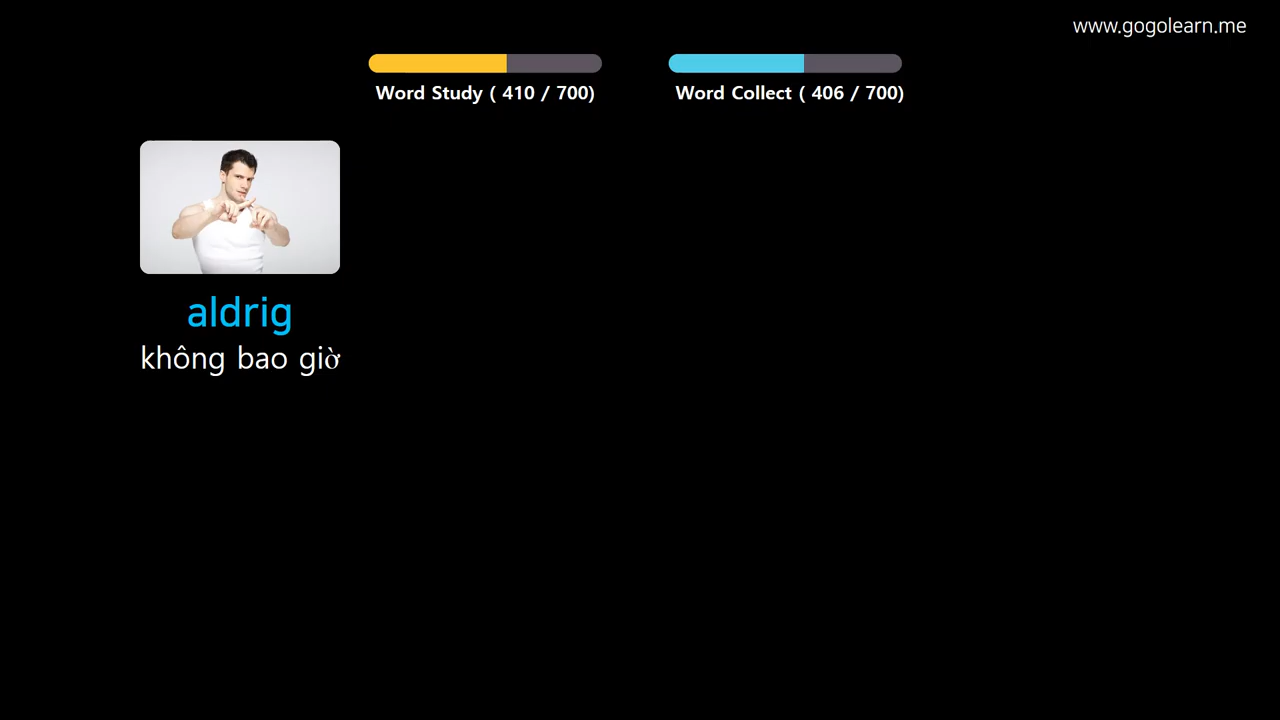 www.gogolearn.me
Word Study ( 410 / 700)
Word Collect ( 406 / 700)
aldrig
không bao giờ